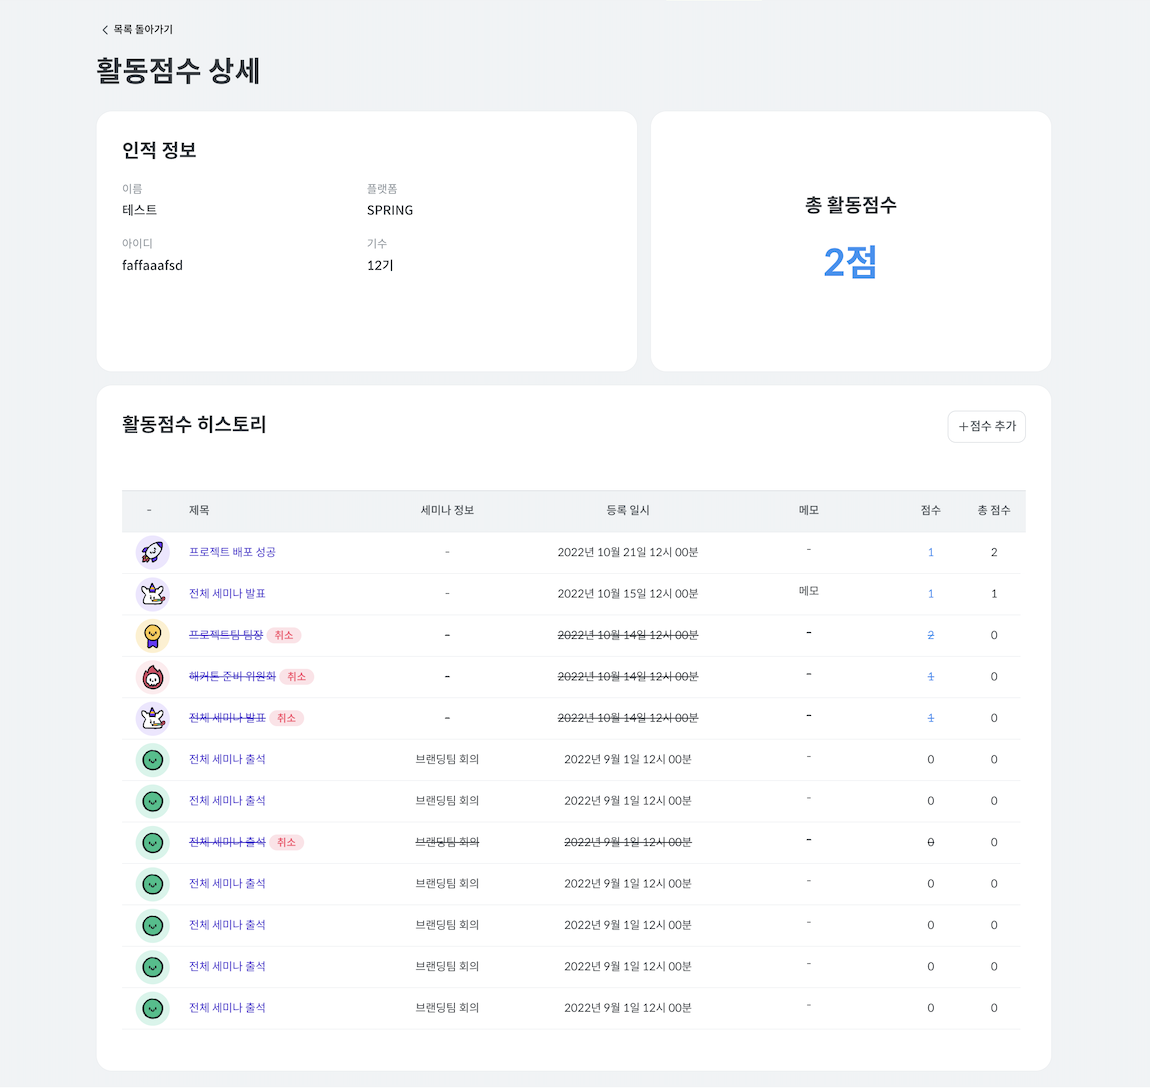 목록 돌아가기
활동점수 상세
인적 정보
이름 플랫폼
테스트 SPRING
아이디 기수
faffaaafsd 12기
총 활동점수
2점
활동점수 히스토리
+점수 추가
- 제목 세미나 정보 등록 일시 메모 점수 총 점수
프로젝트 배포 성공 - 2022년 10월 21일 12시 00분 - 1 2
전체 세미나 발표 - 2022년 10월 15일 12시 00분 메모 1 1
프로젝트팀 팀장 취소 - 2022년 10월 14일 12시 00분 - 2 0
해커톤 준비 위원회 취소 - 2022년 10월 14일 12시 00분 - 1 0
전체 세미나 발표 취소 - 2022년 10월 14일 12시 00분 - 1 0
전체 세미나 출석 브랜딩팀 회의 2022년 9월 1일 12시 00분 - 0 0
전체 세미나 출석 브랜딩팀 회의 2022년 9월 1일 12시 00분 - 0 0
전체 세미나 출석 취소 브랜딩팀 회의 2022년 9월 1일 12시 00분 - 0 0
전체 세미나 출석 브랜딩팀 회의 2022년 9월 1일 12시 00분 - 0 0
전체 세미나 출석 브랜딩팀 회의 2022년 9월 1일 12시 00분 - 0 0
전체 세미나 출석 브랜딩팀 회의 2022년 9월 1일 12시 00분 - 0 0
전체 세미나 출석 브랜딩팀 회의 2022년 9월 1일 12시 00분 - 0 0